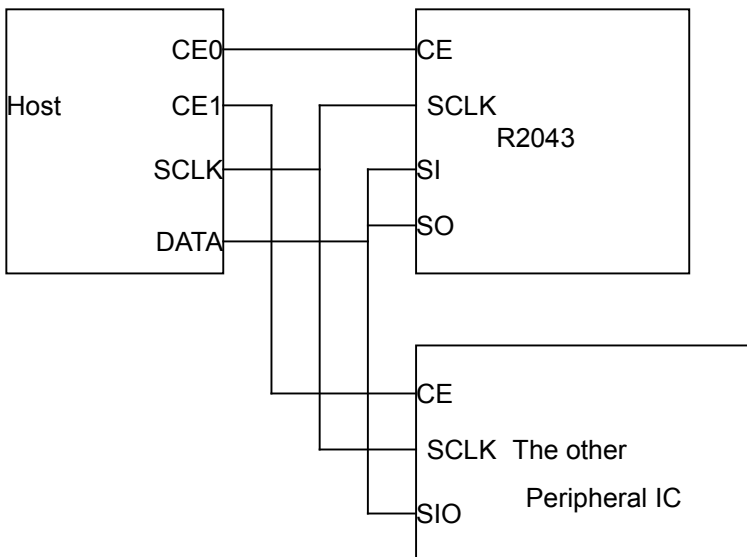 CE0
CE
Host
CE1
SCLK
R2043
SCLK
SI
SO
DATA
CE
SCLK
The other
Peripheral IC
SIO